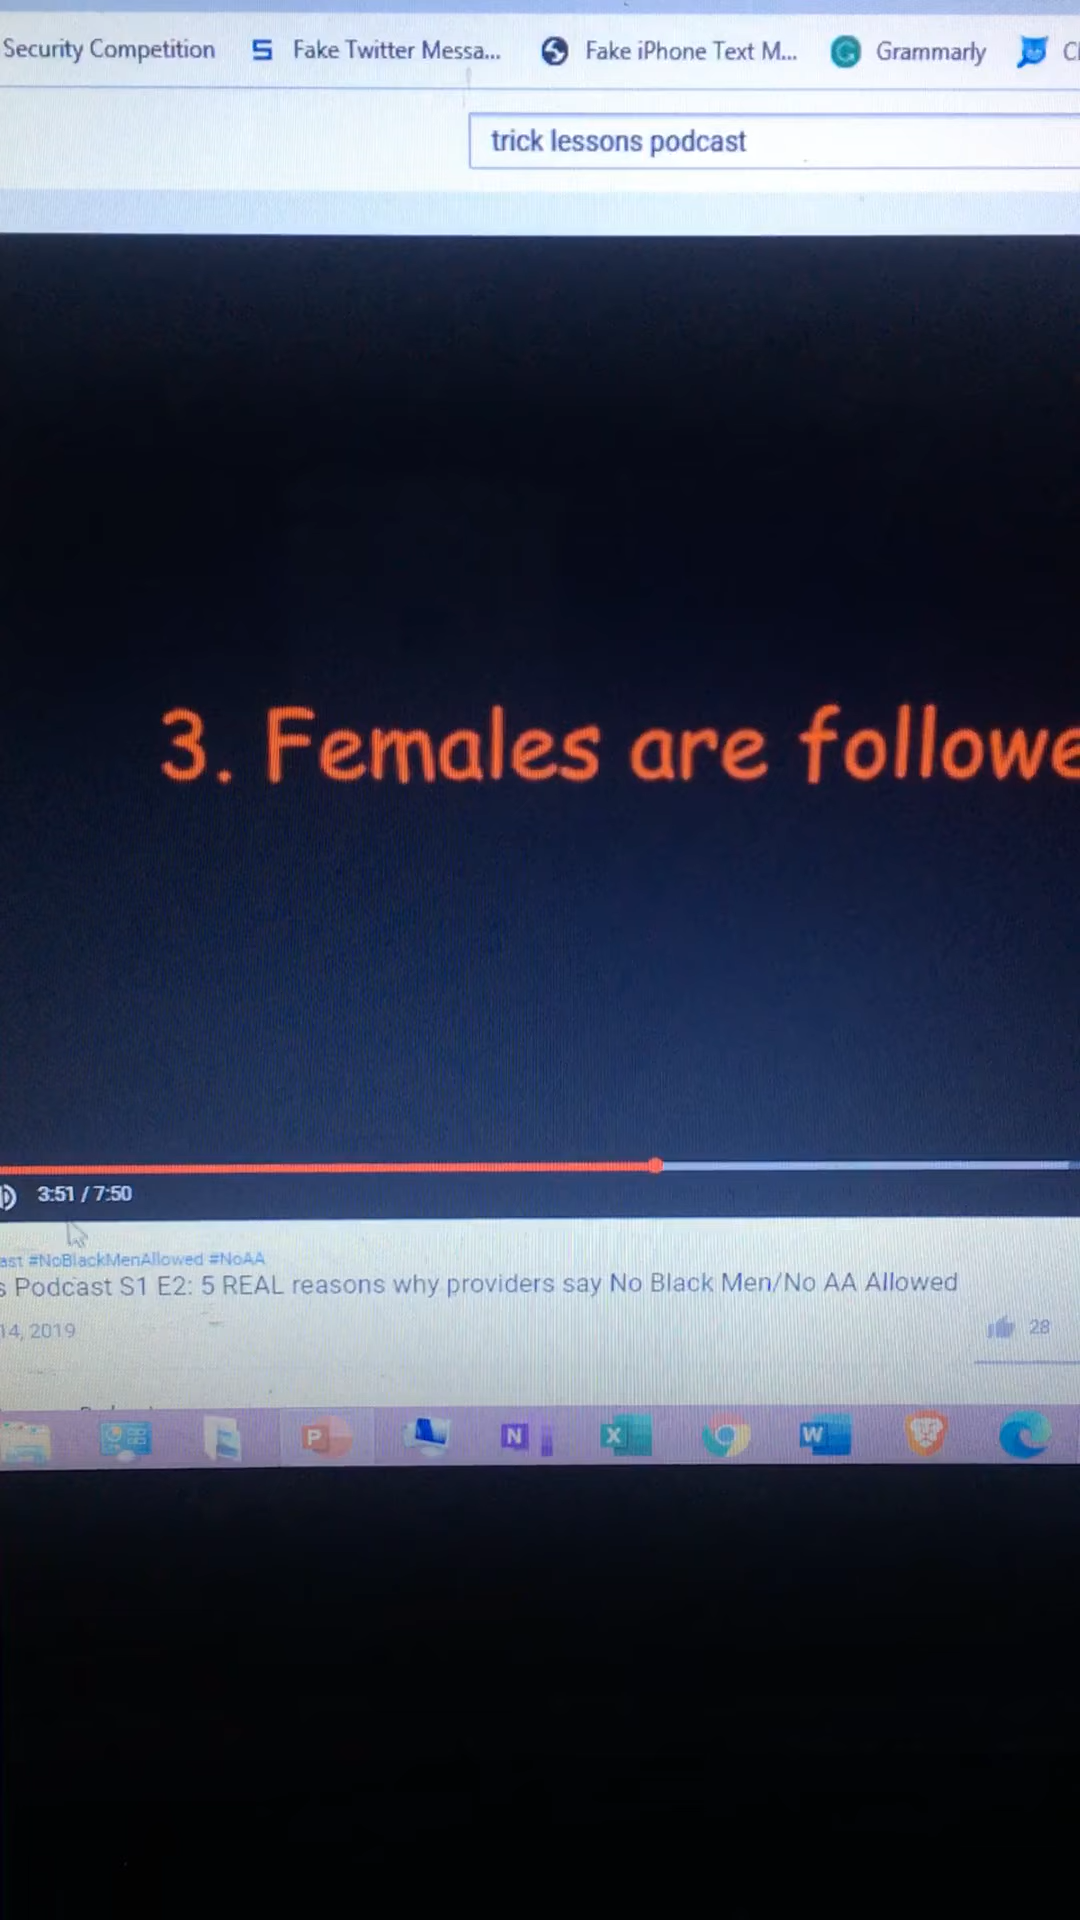 Security Competition Fake Twitter Messa... Fake iPhone Text M... Grammarly
trick lessons podcast
3. Females are followe
3:51 / 7:50
ast #NoBlackMenAllowed #NoAA
s Podcast S1 E2: 5 REAL reasons why providers say No Black Men/No AA Allowed
14, 2019
28
P N X W